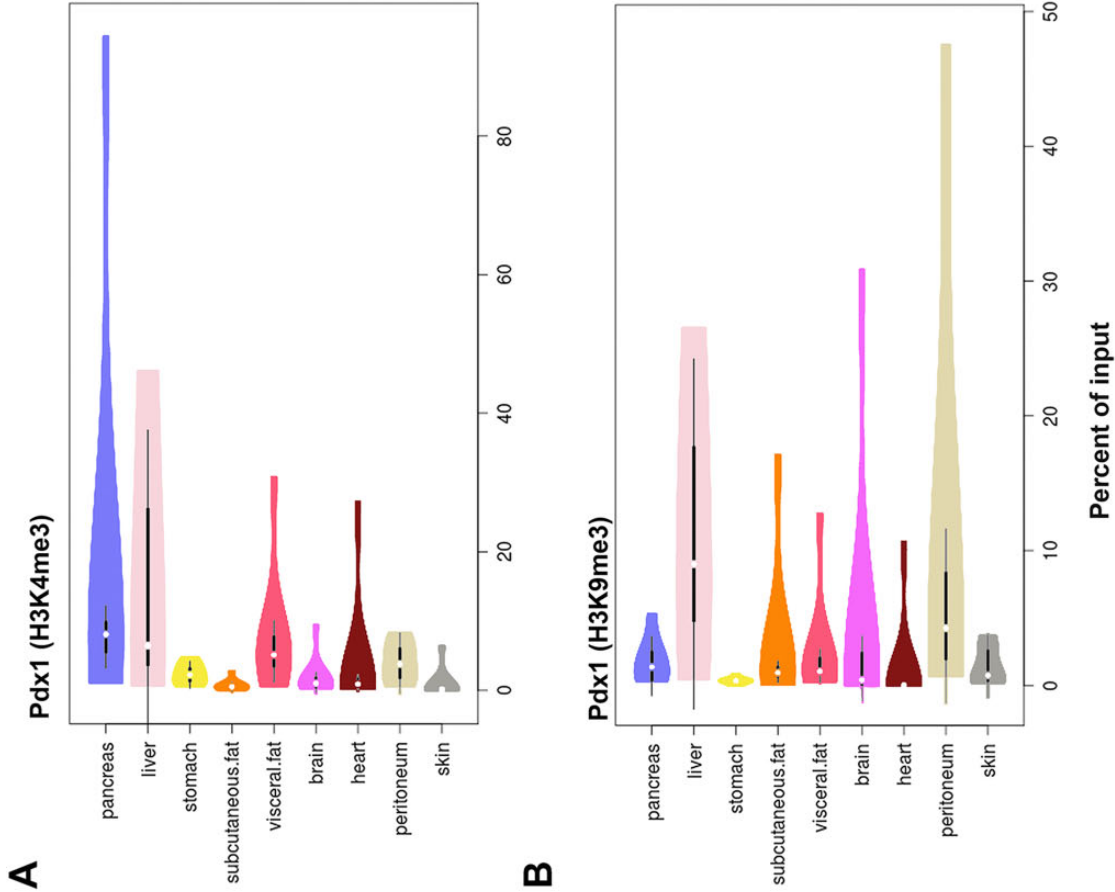 A
Pdx1 (H3K4me3)
pancreas
liver
stomach
subcutaneous.fat
visceral.fat
brain
heart
peritoneum
skin
0
20
40
60
80
B
Pdx1 (H3K9me3)
pancreas
liver
stomach
subcutaneous.fat
visceral.fat
brain
heart
peritoneum
skin
0
10
20
30
40
50
Percent of input